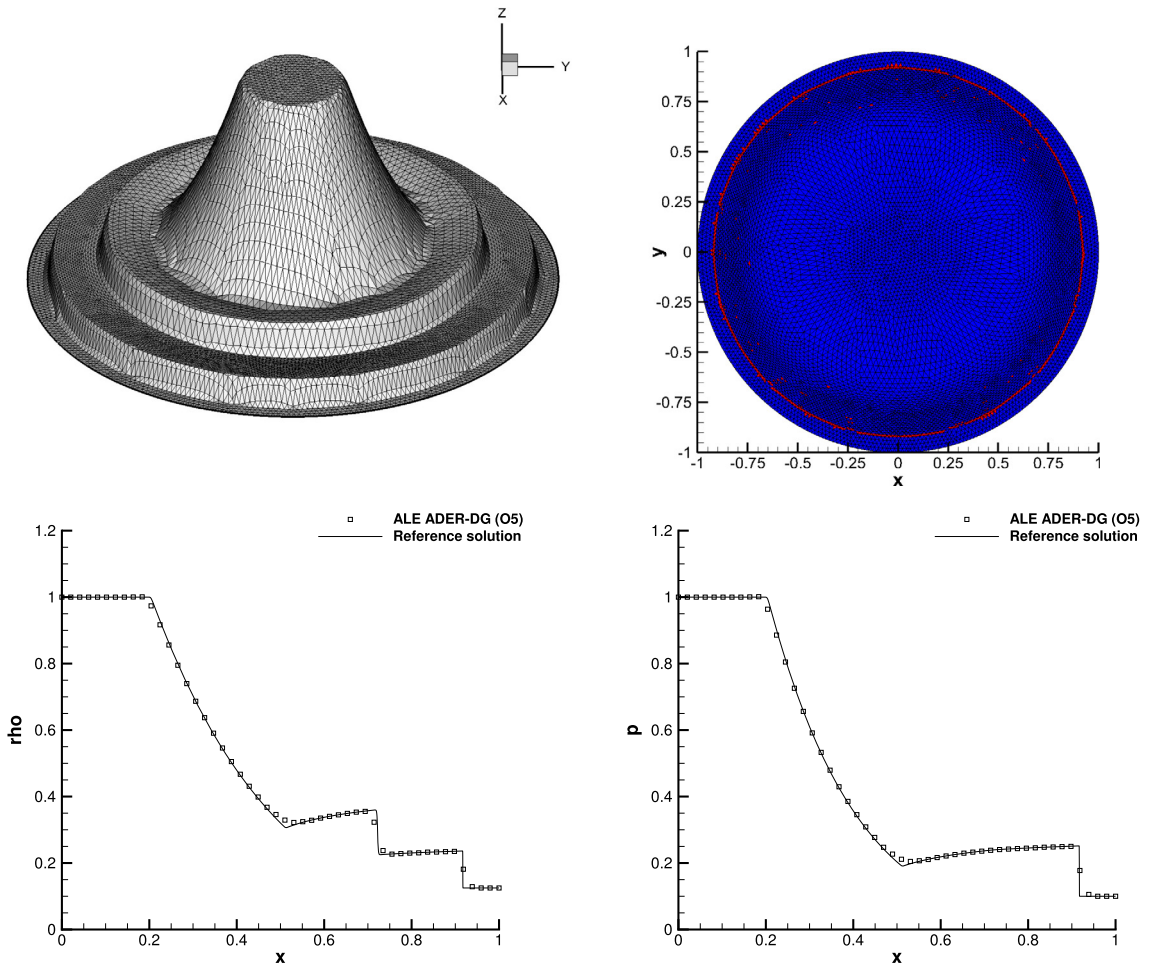 Z
Y
X
1
0.75
0.5
0.25
0
-0.25
-0.5
-0.75
-1
y
-1 -0.75 -0.5 -0.25 0 0.25 0.5 0.75 1
x
ALE ADER-DG (O5)
Reference solution
1.2
1
0.8
0.6
0.4
0.2
0
rho
0 0.2 0.4 0.6 0.8 1
x
ALE ADER-DG (O5)
Reference solution
1.2
1
0.8
0.6
0.4
0.2
0
p
0 0.2 0.4 0.6 0.8 1
x